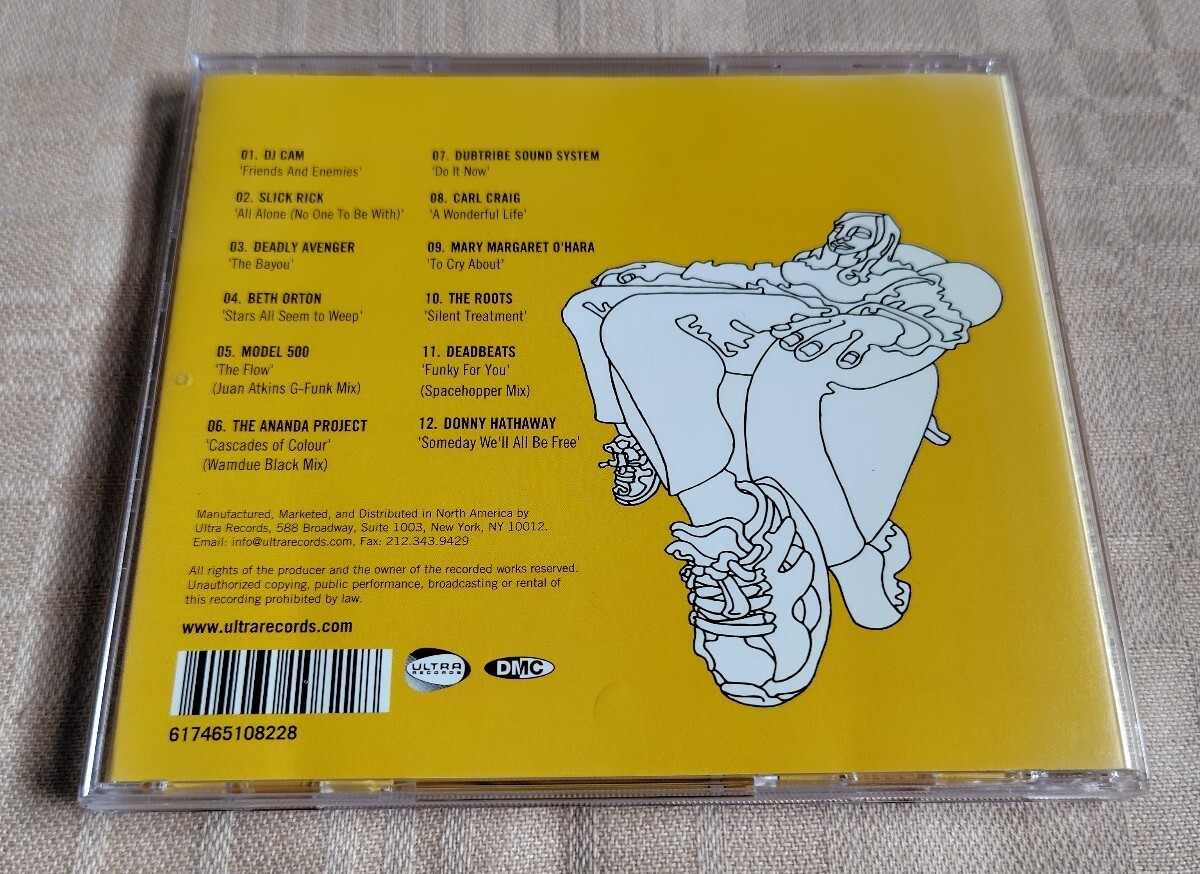 01. DJ CAM
'Friends And Enemies'
02. SLICK RICK
'All Alone (No One To Be With)'
03. DEADLY AVENGER
'The Bayou'
04. BETH ORTON
'Stars All Seem to Weep'
05. MODEL 500
'The Flow'
(Juan Atkins G-Funk Mix)
06. THE ANANDA PROJECT
'Cascades of Colour'
(Wamdue Black Mix)
07. DUBTRIBE SOUND SYSTEM
'Do It Now'
08. CARL CRAIG
'A Wonderful Life'
09. MARY MARGARET O'HARA
'To Cry About'
10. THE ROOTS
'Silent Treatment'
11. DEADBEATS
'Funky For You'
(Spacehopper Mix)
12. DONNY HATHAWAY
'Someday We'll All Be Free'
Manufactured, Marketed, and Distributed in North America by
Ultra Records, 588 Broadway, Suite 1003, New York, NY 10012.
Email: info@ultrarecords.com, Fax: 212.343.9429
All rights of the producer and the owner of the recorded works reserved.
Unauthorized copying, public performance, broadcasting or rental of
this recording prohibited by law.
www.ultrarecords.com
ULTRA
RECORDS
DMC
617465108228